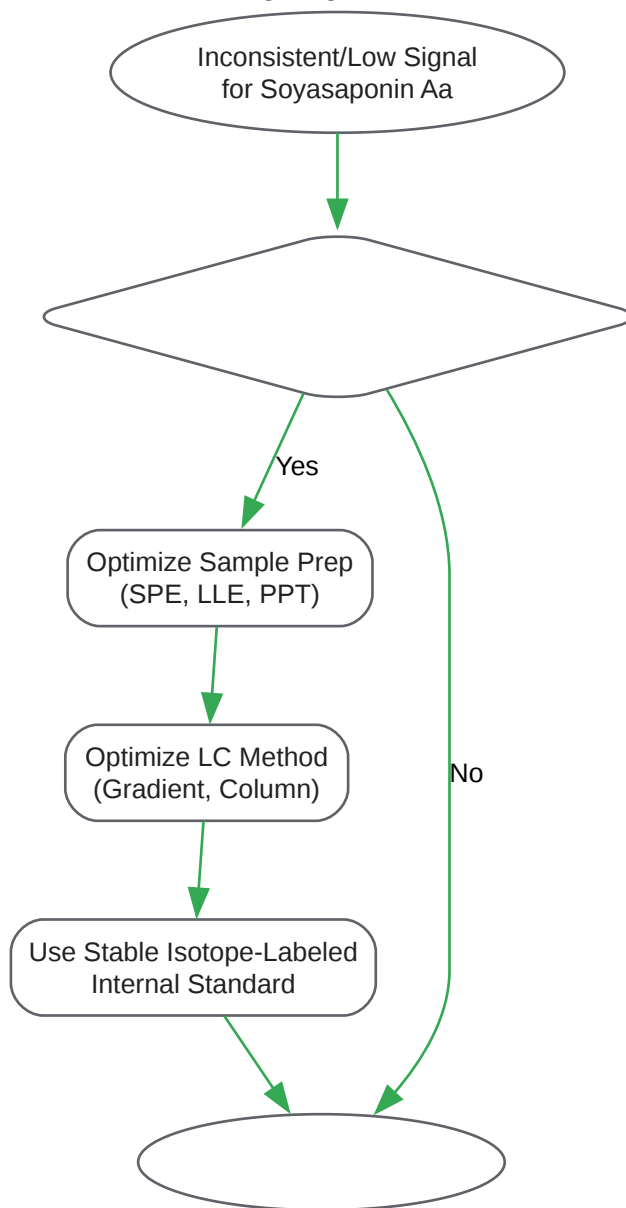 Inconsistent/Low Signal
for Soyasaponin Aa
Yes
Optimize Sample Prep
(SPE, LLE, PPT)
Optimize LC Method
(Gradient, Column)
No
Use Stable Isotope-Labeled
Internal Standard